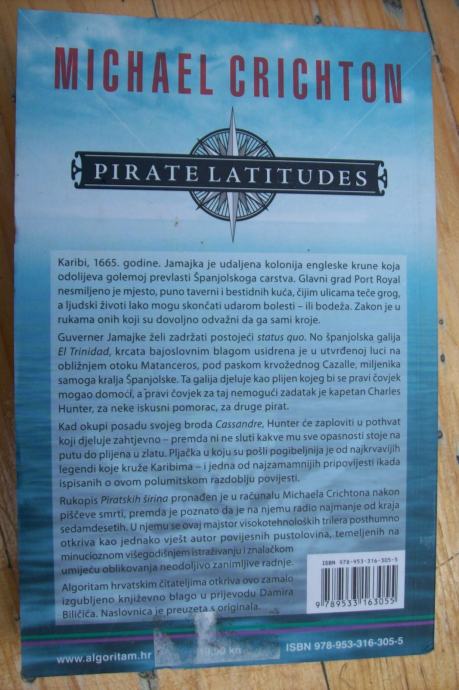 MICHAEL CRICHTON
PIRATE LATITUDES
Karibi, 1665. godine. Jamajka je udaljena kolonija engleske krune koja
odolijeva golemoj prevlasti Španjolskoga carstva. Glavni grad Port Royal
nesmiljeno je mjesto, puno taverni i bestidnih kuća, čijim ulicama teče grog,
a ljudski životi lako mogu skončati udarom bolesti – ili bodeža. Zakon je u
rukama onih koji su dovoljno odvažni da ga sami kroje.
Guverner Jamajke želi zadržati postojeći status quo. No španjolska galija
El Trinidad, krcata bajoslovnim blagom usidrena je u utvrđenoj luci na
obližnjem otoku Matanceros, pod paskom krvožednog Cazalle, miljenika
samoga kralja Španjolske. Ta galija djeluje kao plijen kojeg bi se pravi čovjek
mogao domoći, a pravi čovjek za taj nemogući zadatak je kapetan Charles
Hunter, za neke iskusni pomorac, za druge pirat.
Kad okupi posadu svojeg broda Cassandre, Hunter će zaploviti u pothvat
koji djeluje zahtjevno – premda ni ne sluti kakve mu sve opasnosti stoje na
putu do plijena u zlatu. Pljačka u koju su pošli pogibeljnija je od najkrvavijih
legendi koje kruže Karibima – i jedna od najzamamnijih pripovijesti ikada
ispisanih o ovom polumitskom razdoblju povijesti.
Rukopis Piratskih širina pronađen je u računalu Michaela Crichtona nakon
piščeve smrti, premda je poznato da je na njemu radio najmanje od kraja
sedamdesetih. U njemu se ovaj majstor visokotehnoloških trilera posthumno
otkriva kao jednako vješt autor povijesnih pustolovina, temeljenih na
minucioznom višegodišnjem istraživanju i značajkom
umijeću oblikovanja neodoljivo zanimljive radnje.
Algoritam hrvatskim čitateljima otkriva ovo zamalo
izgubljeno književno blago u prijevodu Damira
Biličića. Naslovnica je preuzeta s originala.
ISBN 978-953-316-305-5
9 789533 163055
www.algoritam.hr
kn
ISBN 978-953-316-305-5